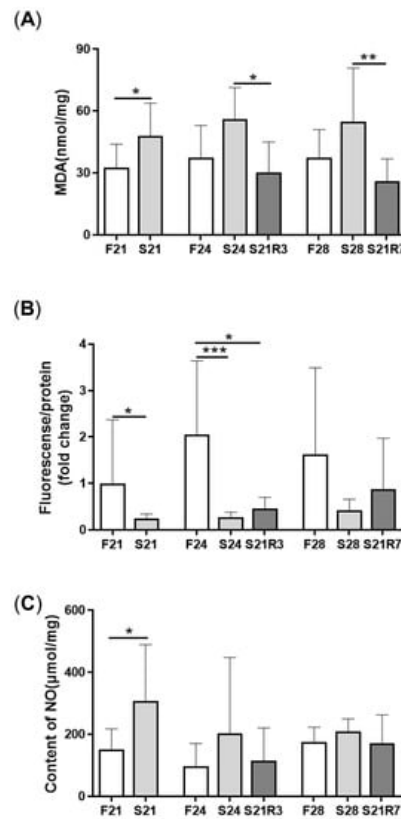 (A)
MDA(nmol/mg)
90
60
30
0
*
*
**
F21 S21 F24 S24 S21R3 F28 S28 S21R7
(B)
Fluorescense/protein
(fold change)
4
3
2
1
0
*
***
*
F21 S21 F24 S24 S21R3 F28 S28 S21R7
(C)
Content of NO(μmol/mg)
600
400
200
0
*
F21 S21 F24 S24 S21R3 F28 S28 S21R7